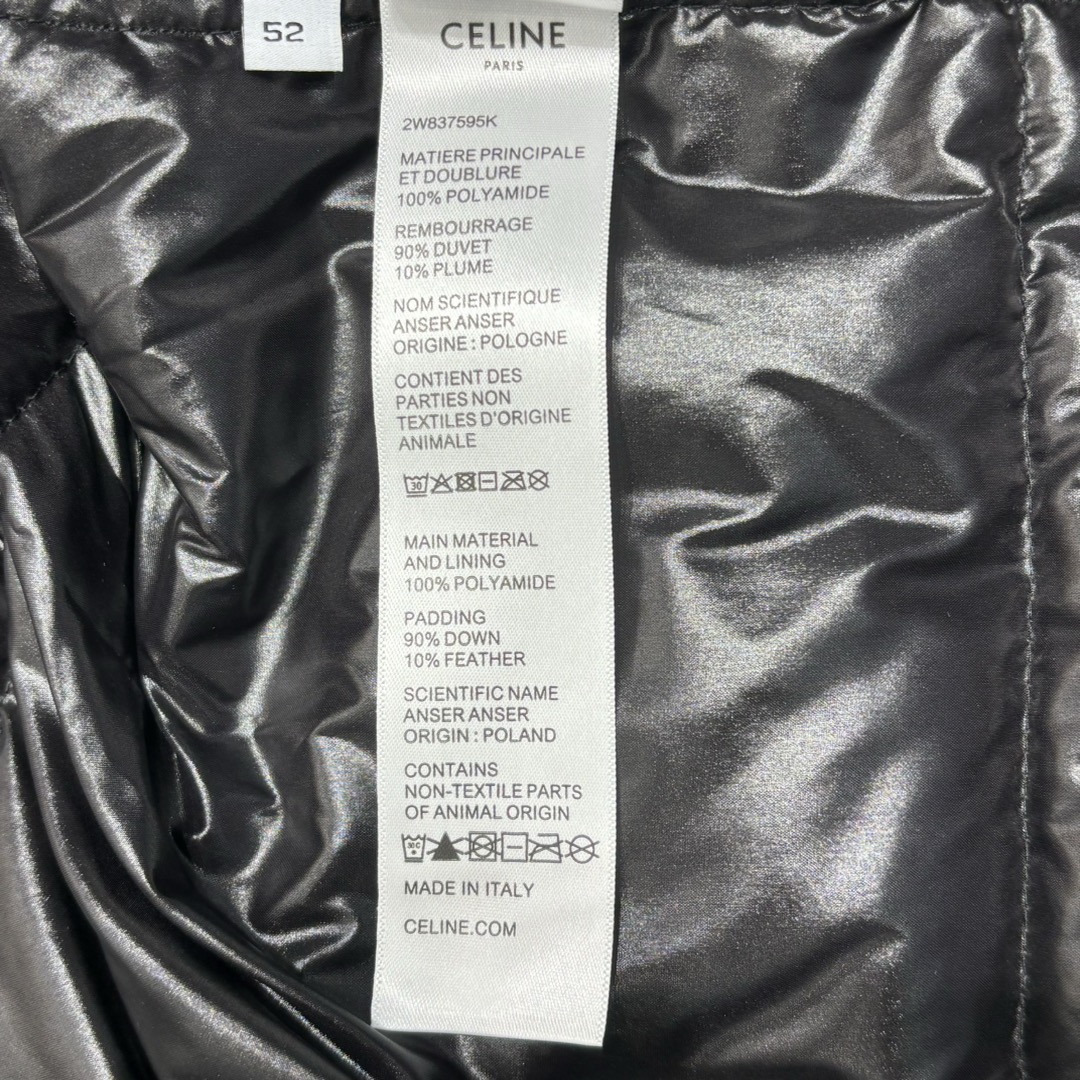 52
CELINE
PARIS
2W837595K
MATIERE PRINCIPALE
ET DOUBLURE
100% POLYAMIDE
REMBOURRAGE
90% DUVET
10% PLUME
NOM SCIENTIFIQUE
ANSER ANSER
ORIGINE : POLOGNE
CONTIENT DES
PARTIES NON
TEXTILES D'ORIGINE
ANIMALE
30
MAIN MATERIAL
AND LINING
100% POLYAMIDE
PADDING
90% DOWN
10% FEATHER
SCIENTIFIC NAME
ANSER ANSER
ORIGIN : POLAND
CONTAINS
NON-TEXTILE PARTS
OF ANIMAL ORIGIN
30C
MADE IN ITALY
CELINE.COM